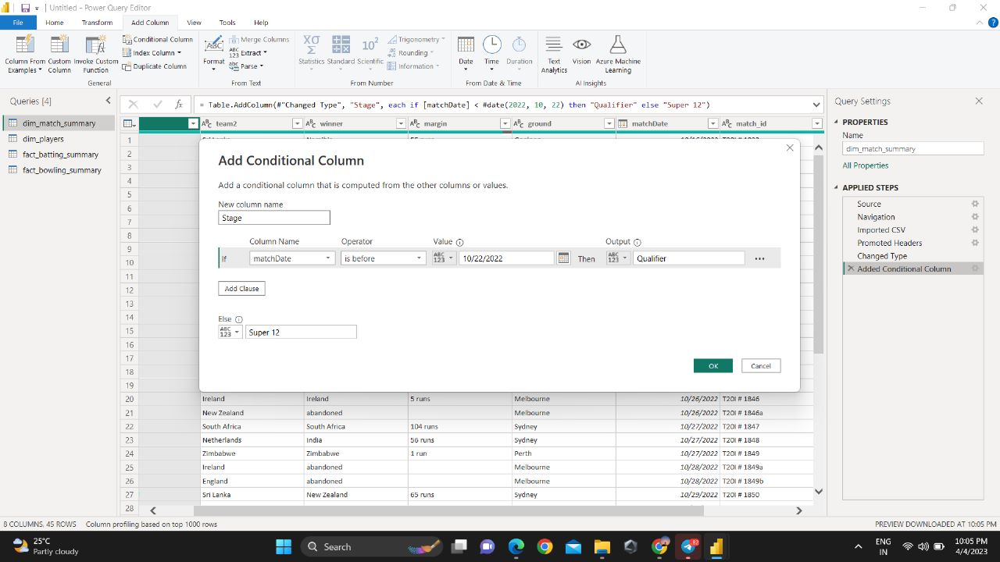 Untitled - Power Query Editor
File Home Transform Add Column View Tools Help
Column From Examples
Custom Column
Invoke Custom Function
Conditional Column
Index Column
Duplicate Column
General
Format
Merge Columns
Extract
Parse
From Text
Statistics
Standard
Scientific
Trigonometry
Rounding
Information
From Number
Date
Time
Duration
From Date & Time
Text Analytics
Vision
Azure Machine Learning
AI Insights
Queries [4]
dim_match_summary
dim_players
fact_batting_summary
fact_bowling_summary
= Table.AddColumn(#"Changed Type", "Stage", each if [matchDate] < #date(2022, 10, 22) then "Qualifier" else "Super 12")
team2 winner margin ground matchDate match_id
1
2
3
4
5
6
7
8
9
10
11
12
13
14
15
16
17
18
19
Add Conditional Column
Add a conditional column that is computed from the other columns or values.
New column name
Stage
Column Name Operator Value Output
If matchDate is before ABC 123 10/22/2022 Then ABC 123 Qualifier ...
Add Clause
Else
ABC 123 Super 12
OK Cancel
20 Ireland Ireland 5 runs Melbourne 10/26/2022 T20I # 1846
21 New Zealand abandoned Melbourne 10/26/2022 T20I # 1846a
22 South Africa South Africa 104 runs Sydney 10/27/2022 T20I # 1847
23 Netherlands India 56 runs Sydney 10/27/2022 T20I # 1848
24 Zimbabwe Zimbabwe 1 run Perth 10/27/2022 T20I # 1849
25 Ireland abandoned Melbourne 10/28/2022 T20I # 1849a
26 England abandoned Melbourne 10/28/2022 T20I # 1849b
27 Sri Lanka New Zealand 65 runs Sydney 10/29/2022 T20I # 1850
28
Query Settings
PROPERTIES
Name
dim_match_summary
All Properties
APPLIED STEPS
Source
Navigation
Imported CSV
Promoted Headers
Changed Type
Added Conditional Column
8 COLUMNS, 45 ROWS Column profiling based on top 1000 rows
PREVIEW DOWNLOADED AT 10:05 PM
25°C
Partly cloudy
Search
82
ENG
IN
10:05 PM
4/4/2023